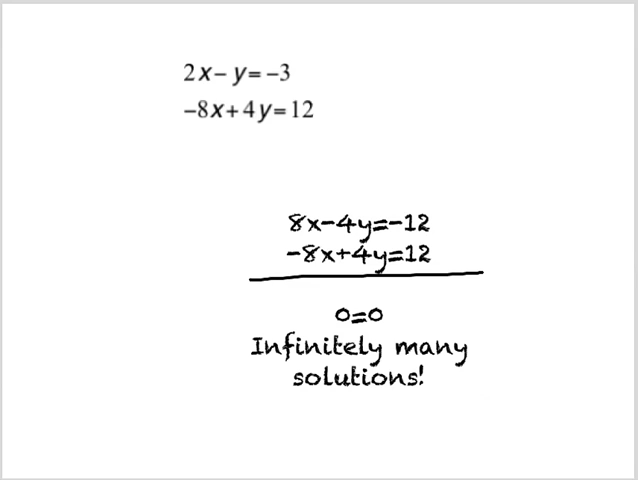 2x− y= −3
−8x+4y=12
8x-4y=-12
-8x+4y=12
0=0
Infinitely many
solutions!